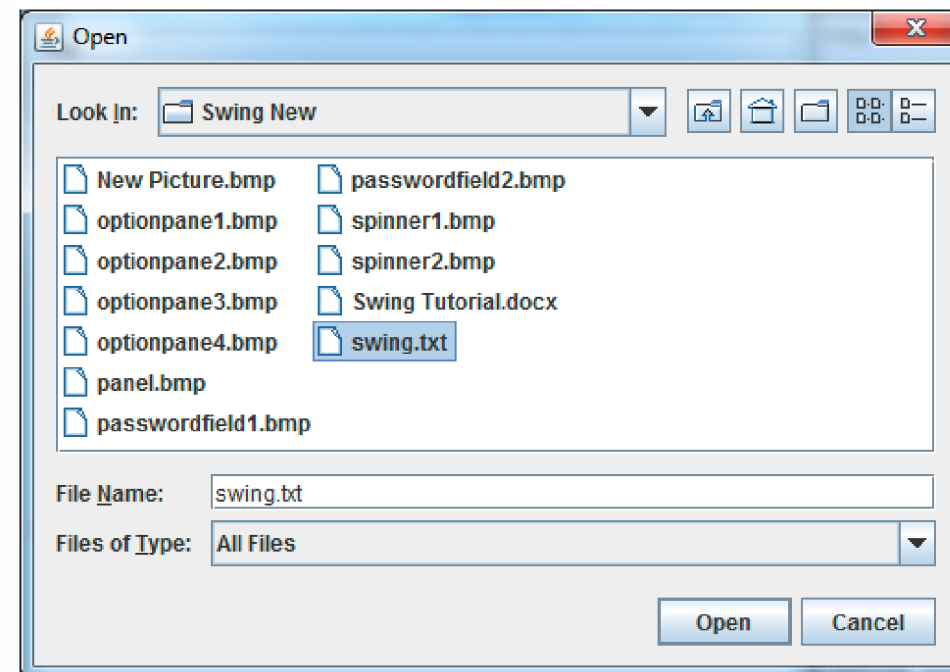 Open
Look In: Swing New
New Picture.bmp
optionpane1.bmp
optionpane2.bmp
optionpane3.bmp
optionpane4.bmp
panel.bmp
passwordfield1.bmp
passwordfield2.bmp
spinner1.bmp
spinner2.bmp
Swing Tutorial.docx
swing.txt
File Name: swing.txt
Files of Type: All Files
Open Cancel